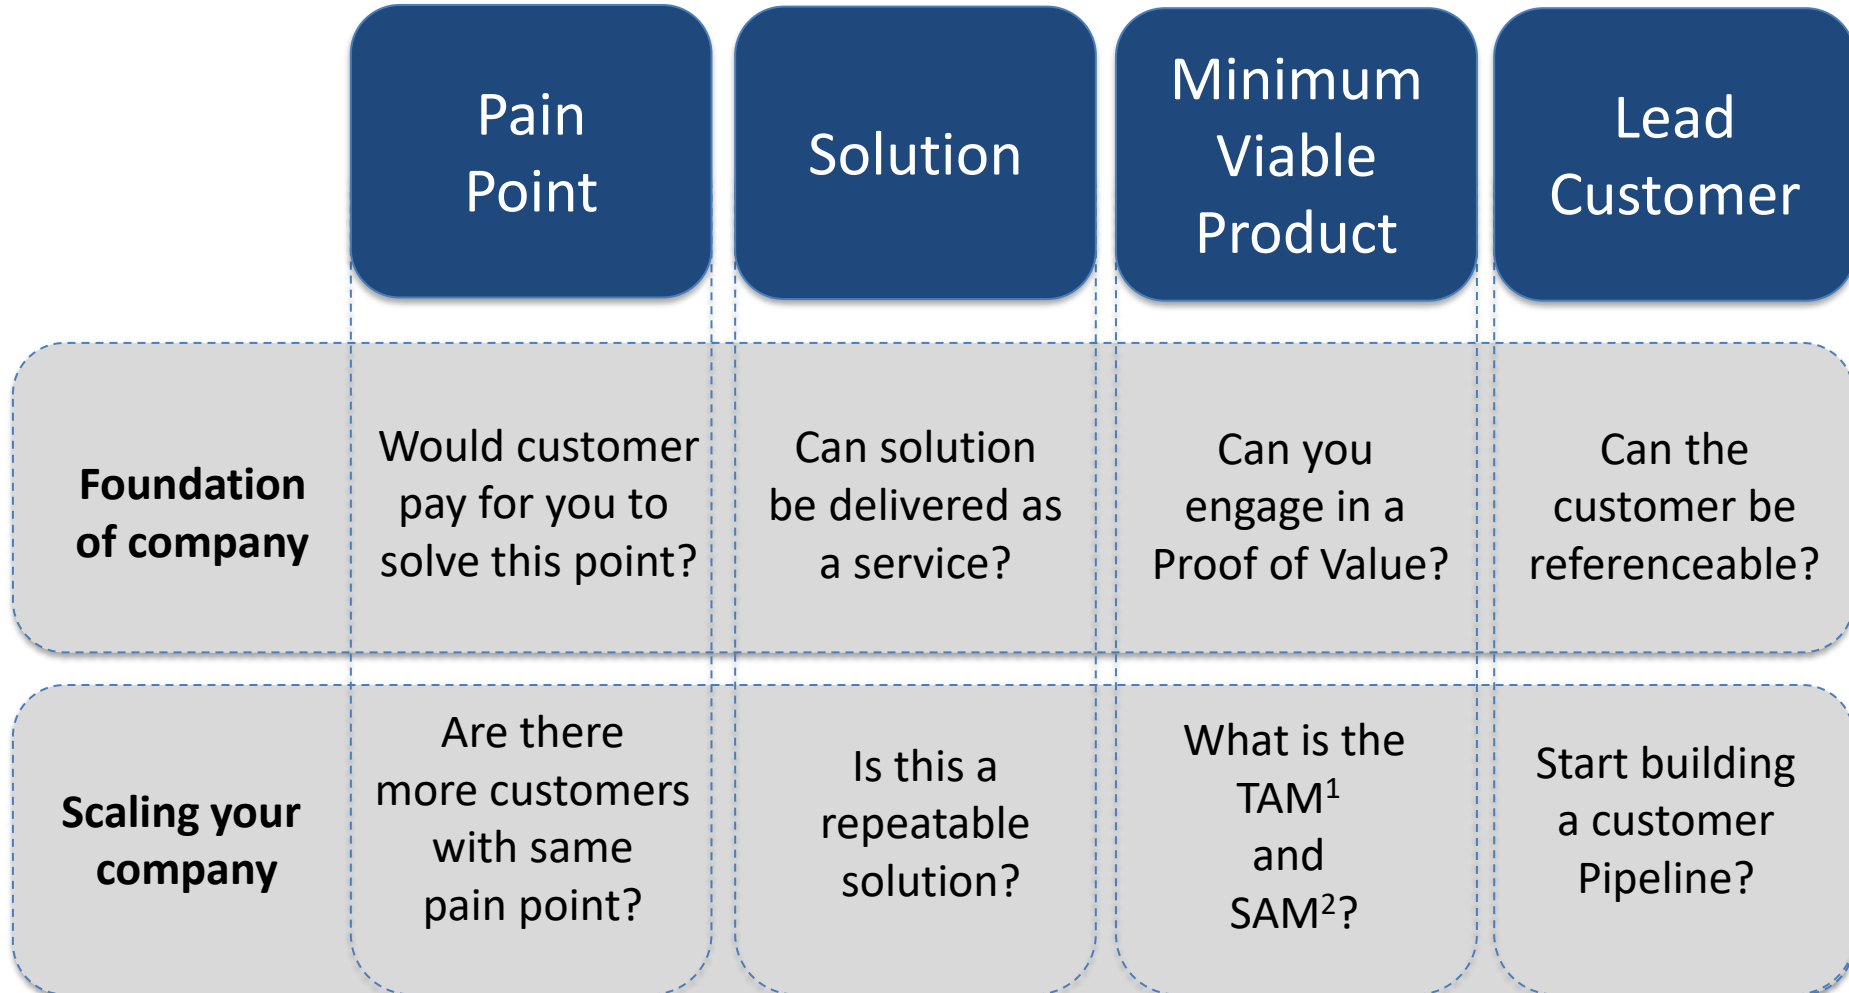 Pain
Point
Solution
Minimum
Viable
Product
Lead
Customer
Foundation
of company
Would customer
pay for you to
solve this point?
Can solution
be delivered as
a service?
Can you
engage in a
Proof of Value?
Can the
customer be
referenceable?
Scaling your
company
Are there
more customers
with same
pain point?
Is this a
repeatable
solution?
What is the
TAM¹
and
SAM²?
Start building
a customer
Pipeline?